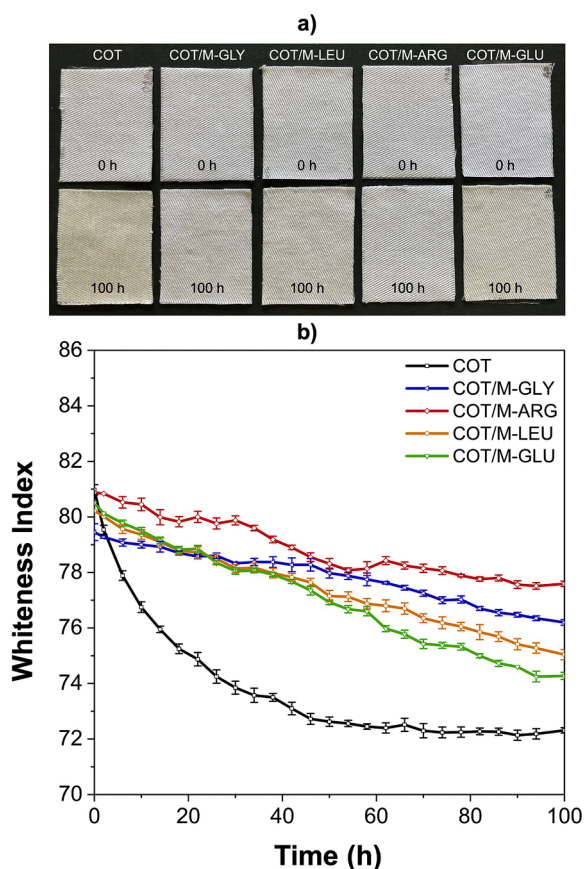 a)
COT COT/M-GLY COT/M-LEU COT/M-ARG COT/M-GLU
0 h 0 h 0 h 0 h 0 h
100 h 100 h 100 h 100 h 100 h
b)
86
84
82
80
78
76
74
72
70
Whiteness Index
COT
COT/M-GLY
COT/M-ARG
COT/M-LEU
COT/M-GLU
0 20 40 60 80 100
Time (h)